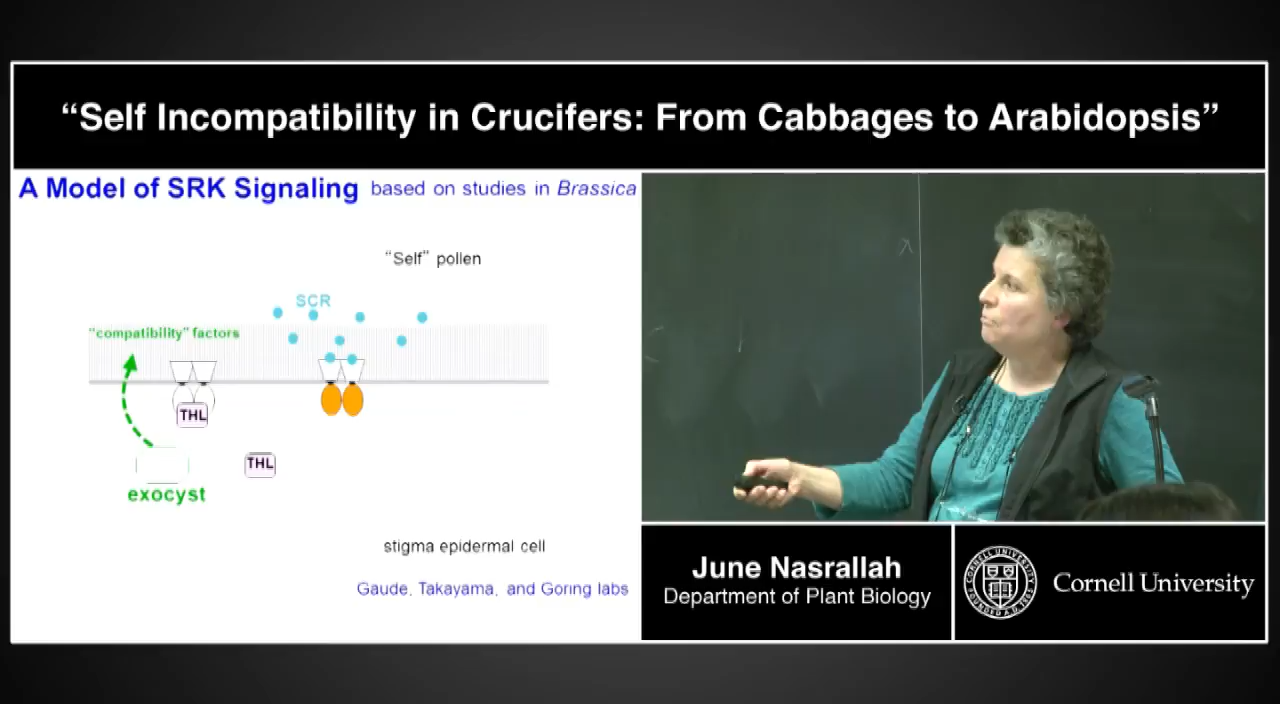 “Self Incompatibility in Crucifers: From Cabbages to Arabidopsis”
A Model of SRK Signaling based on studies in Brassica
“Self” pollen
SCR
“compatibility” factors
THL
THL
exocyst
stigma epidermal cell
Gaude, Takayama, and Goring labs
June Nasrallah
Department of Plant Biology
Cornell University